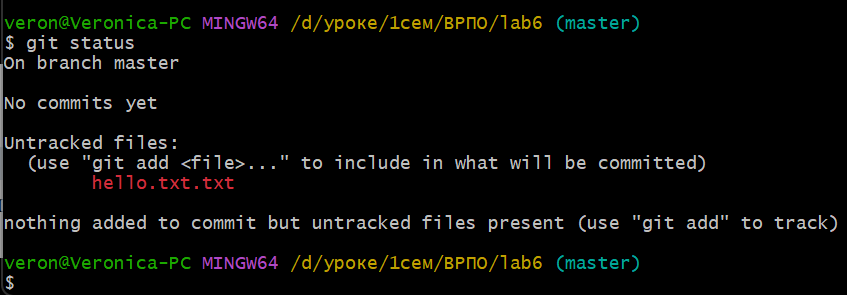 veron@Veronica-PC MINGW64 /d/уроке/1сем/ВРПО/lab6 (master)
$ git status
On branch master
No commits yet
Untracked files:
(use "git add <file>..." to include in what will be committed)
hello.txt.txt
nothing added to commit but untracked files present (use "git add" to track)
veron@Veronica-PC MINGW64 /d/уроке/1сем/ВРПО/lab6 (master)
$